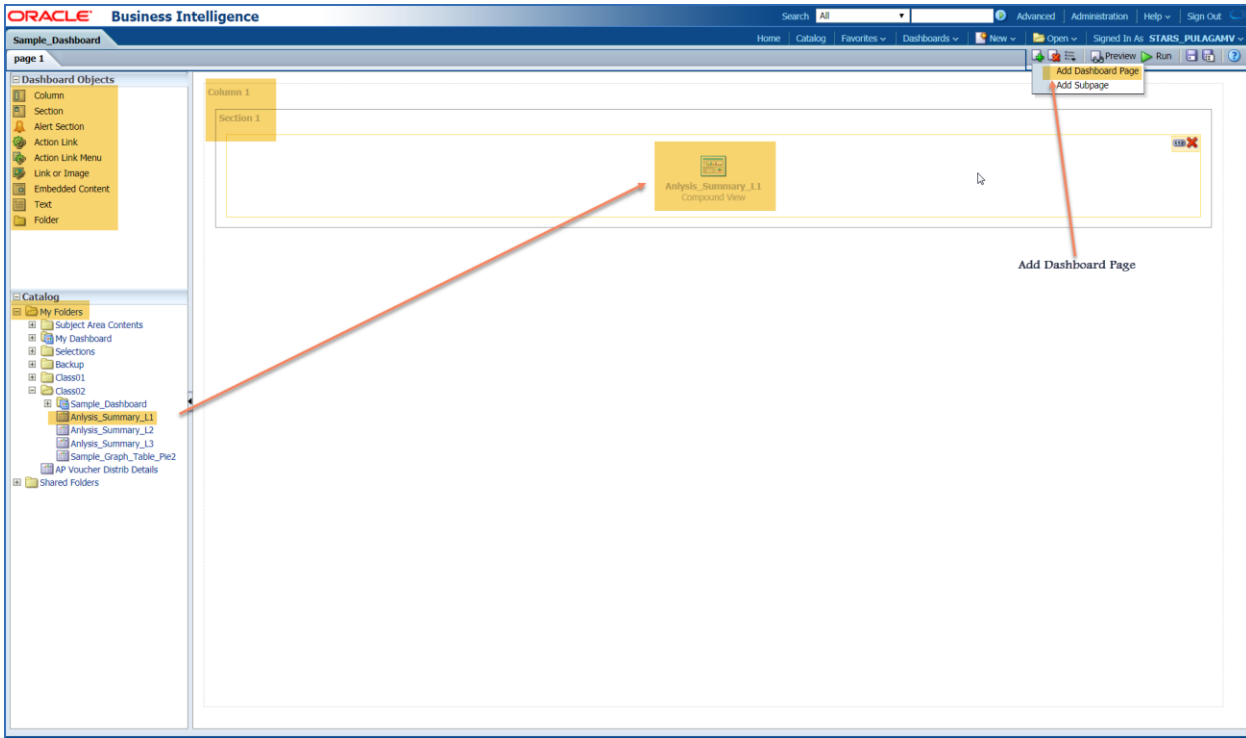 ORACLE Business Intelligence
Search All Advanced Administration Help Sign Out
Sample_Dashboard
Home Catalog Favorites Dashboards New Open Signed In As STARS_PULAGAMV
page 1
Preview Run
Add Dashboard Page
Add Subpage
Dashboard Objects
Column
Section
Alert Section
Action Link
Action Link Menu
Link or Image
Embedded Content
Text
Folder
Column 1
Section 1
Anlysis_Summary_L1
Compound View
Add Dashboard Page
Catalog
My Folders
Subject Area Contents
My Dashboard
Selections
Backup
Class01
Class02
Sample_Dashboard
Anlysis_Summary_L1
Anlysis_Summary_L2
Anlysis_Summary_L3
Sample_Graph_Table_Pie2
AP Voucher Distrib Details
Shared Folders